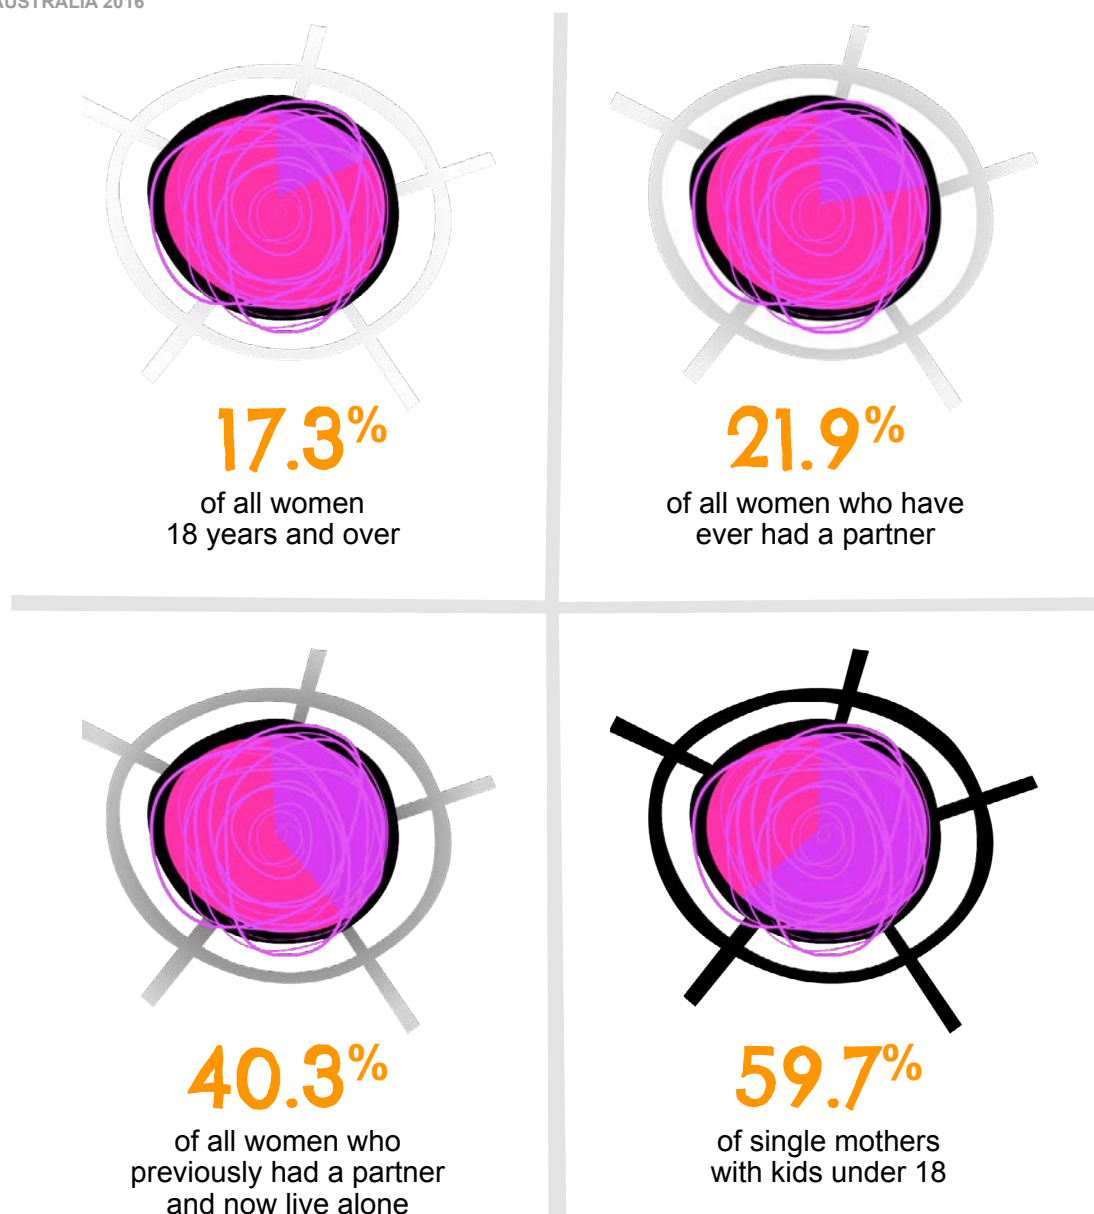 AUSTRALIA 2016
17.3%
of all women
18 years and over
21.9%
of all women who have
ever had a partner
40.3%
of all women who
previously had a partner
and now live alone
59.7%
of single mothers
with kids under 18